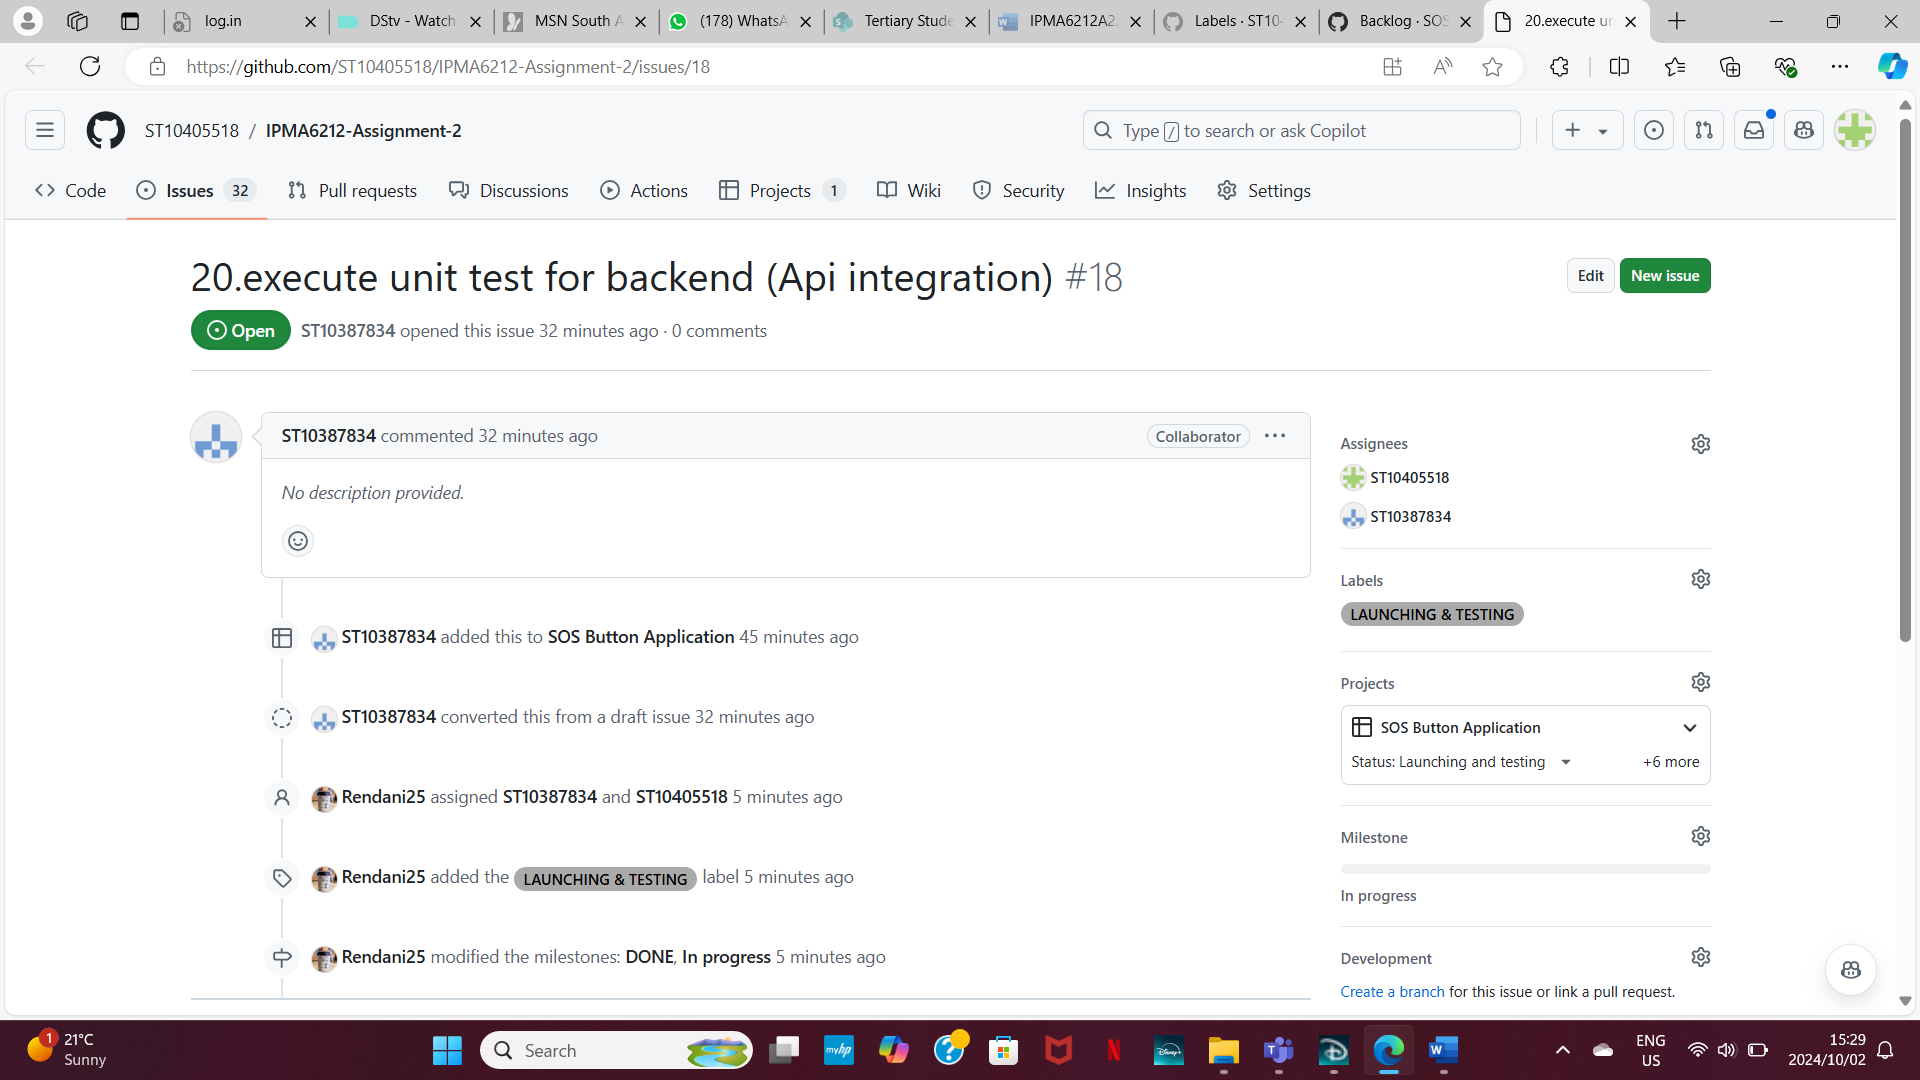 log.in
DStv - Watch
MSN South A
(178) WhatsA
Tertiary Stude
IPMA6212A2.
Labels · ST104
Backlog · SOS
20.execute un
https://github.com/ST10405518/IPMA6212-Assignment-2/issues/18
ST10405518 / IPMA6212-Assignment-2
Type / to search or ask Copilot
Code
Issues 32
Pull requests
Discussions
Actions
Projects 1
Wiki
Security
Insights
Settings
20.execute unit test for backend (Api integration) #18
Edit
New issue
Open
ST10387834 opened this issue 32 minutes ago · 0 comments
ST10387834 commented 32 minutes ago
Collaborator
No description provided.
ST10387834 added this to SOS Button Application 45 minutes ago
ST10387834 converted this from a draft issue 32 minutes ago
Rendani25 assigned ST10387834 and ST10405518 5 minutes ago
Rendani25 added the LAUNCHING & TESTING label 5 minutes ago
Rendani25 modified the milestones: DONE, In progress 5 minutes ago
Assignees
ST10405518
ST10387834
Labels
LAUNCHING & TESTING
Projects
SOS Button Application
Status: Launching and testing
+6 more
Milestone
In progress
Development
Create a branch for this issue or link a pull request.
1
21°C
Sunny
Search
myhp
ENG
US
15:29
2024/10/02